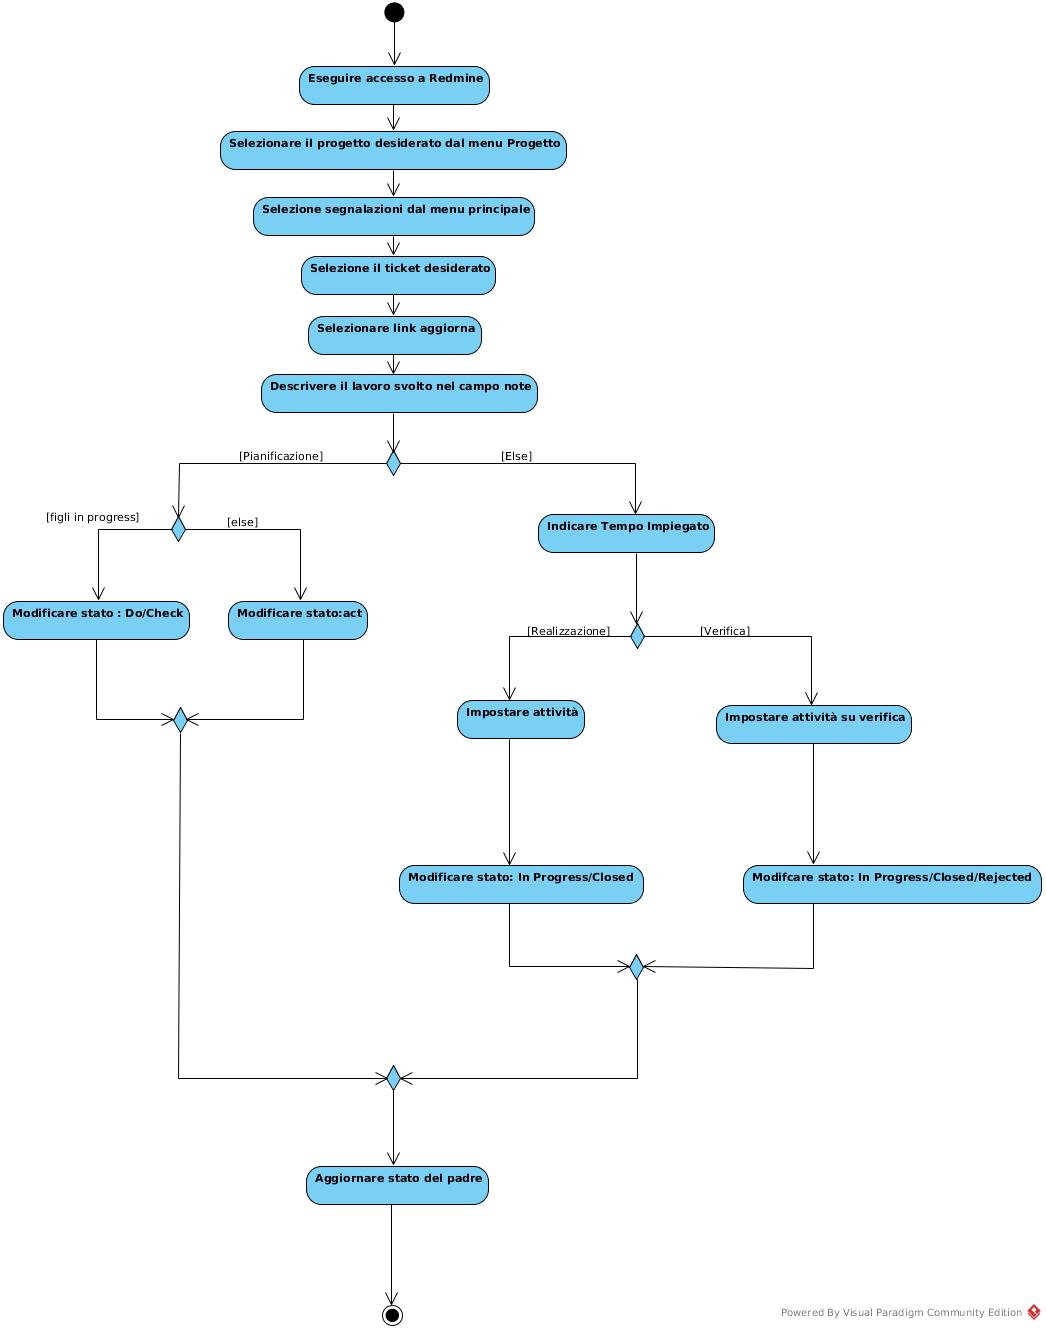 Eseguire accesso a Redmine
Selezionare il progetto desiderato dal menu Progetto
Selezione segnalazioni dal menu principale
Selezione il ticket desiderato
Selezionare link aggiorna
Descrivere il lavoro svolto nel campo note
[Pianificazione]
[Else]
[figli in progress]
[else]
Indicare Tempo Impiegato
Modificare stato : Do/Check
Modificare stato:act
[Realizzazione]
[Verifica]
Impostare attività
Impostare attività su verifica
Modificare stato: In Progress/Closed
Modifcare stato: In Progress/Closed/Rejected
Aggiornare stato del padre
Powered By Visual Paradigm Community Edition